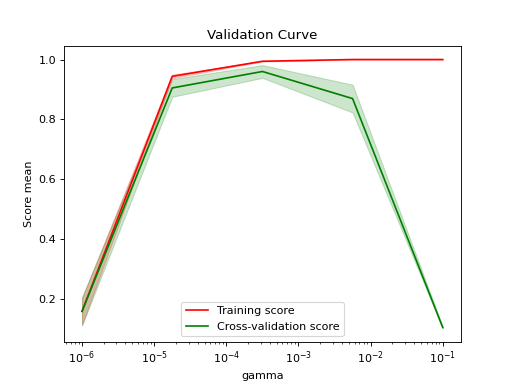 Validation Curve
Score mean
1.0
0.8
0.6
0.4
0.2
Training score
Cross-validation score
10⁻⁶ 10⁻⁵ 10⁻⁴ 10⁻³ 10⁻² 10⁻¹
gamma